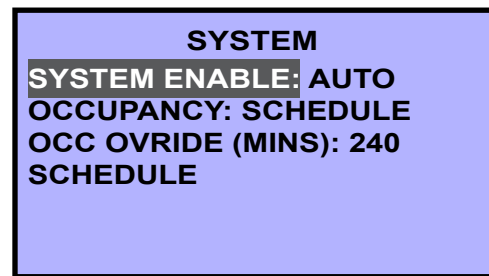 SYSTEM
SYSTEM ENABLE: AUTO
OCCUPANCY: SCHEDULE
OCC OVRIDE (MINS): 240
SCHEDULE